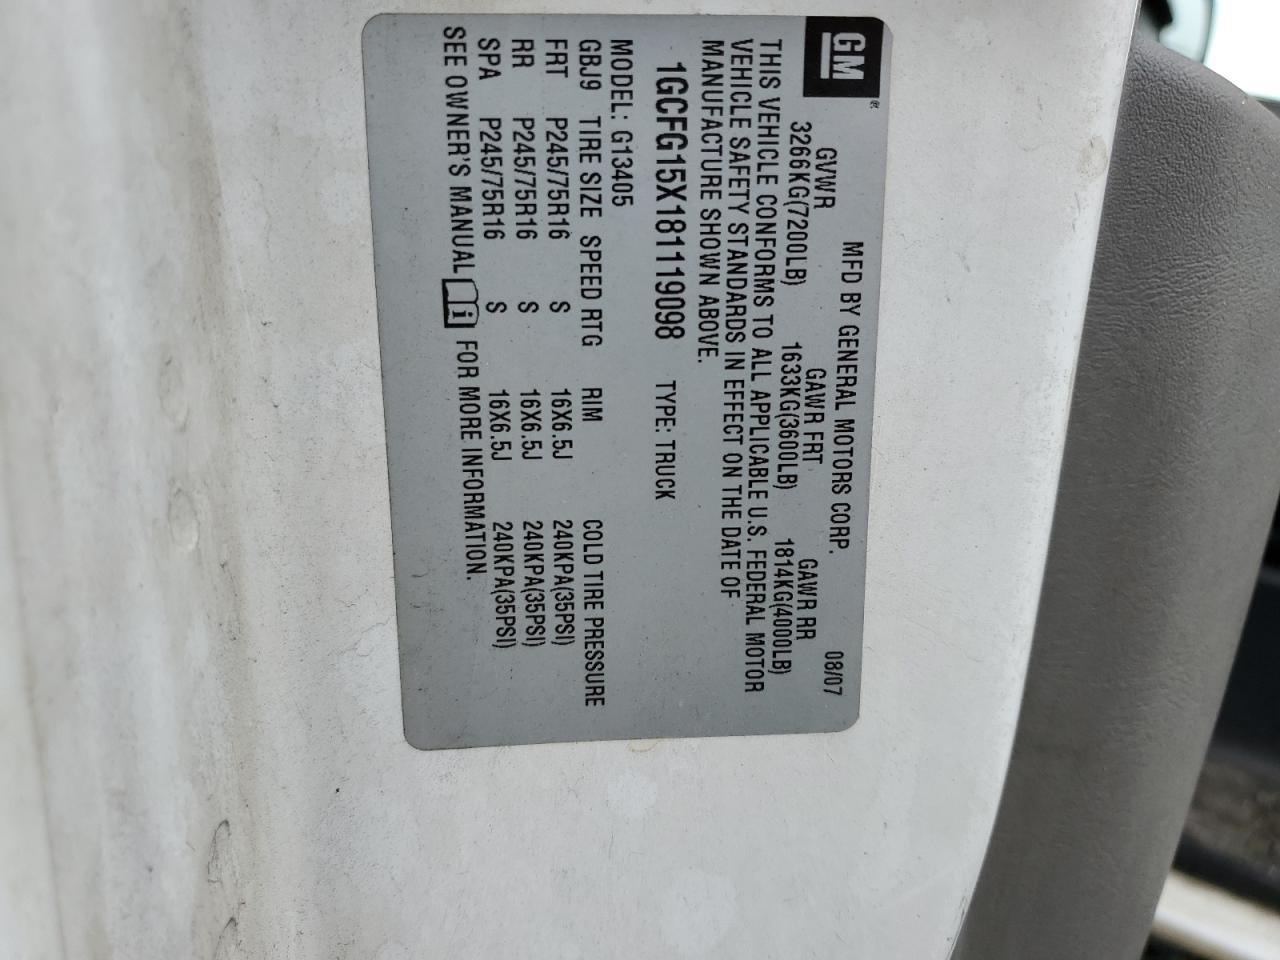 GM®
MFD BY GENERAL MOTORS CORP. 08/07
GVWR GAWR FRT GAWR RR
3266KG(7200LB) 1633KG(3600LB) 1814KG(4000LB)
THIS VEHICLE CONFORMS TO ALL APPLICABLE U.S. FEDERAL MOTOR
VEHICLE SAFETY STANDARDS IN EFFECT ON THE DATE OF
MANUFACTURE SHOWN ABOVE.
1GCFG15X181119098 TYPE: TRUCK
MODEL: G13405
GBJ9 TIRE SIZE SPEED RTG RIM COLD TIRE PRESSURE
FRT P245/75R16 S 16X6.5J 240KPA(35PSI)
RR P245/75R16 S 16X6.5J 240KPA(35PSI)
SPA P245/75R16 S 16X6.5J 240KPA(35PSI)
SEE OWNER'S MANUAL i FOR MORE INFORMATION.